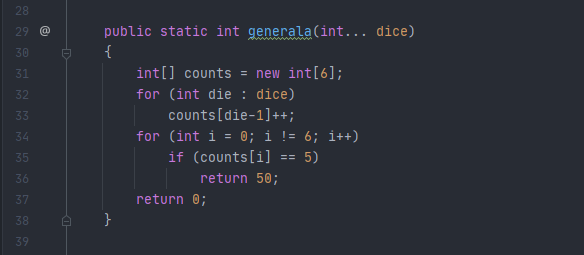 28
29 @ public static int generala(int... dice)
30 {
31 int[] counts = new int[6];
32 for (int die : dice)
33 counts[die-1]++;
34 for (int i = 0; i != 6; i++)
35 if (counts[i] == 5)
36 return 50;
37 return 0;
38 }
39